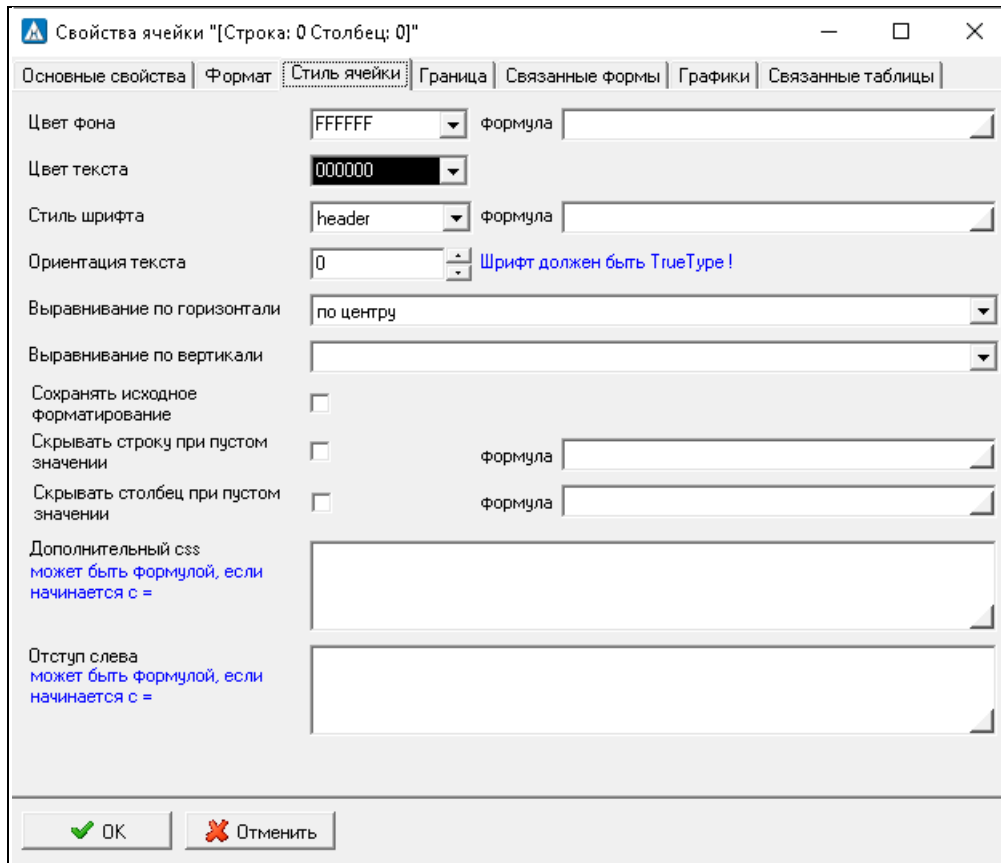 Свойства ячейки "[Строка: 0 Столбец: 0]"
Основные свойства Формат Стиль ячейки Граница Связанные формы Графики Связанные таблицы
Цвет фона FFFFFF формула
Цвет текста 000000
Стиль шрифта header формула
Ориентация текста 0 Шрифт должен быть TrueType !
Выравнивание по горизонтали по центру
Выравнивание по вертикали
Сохранять исходное
форматирование
Скрывать строку при пустом
значении формула
Скрывать столбец при пустом
значении формула
Дополнительный css
может быть формулой, если
начинается с =
Отступ слева
может быть формулой, если
начинается с =
OK Отменить